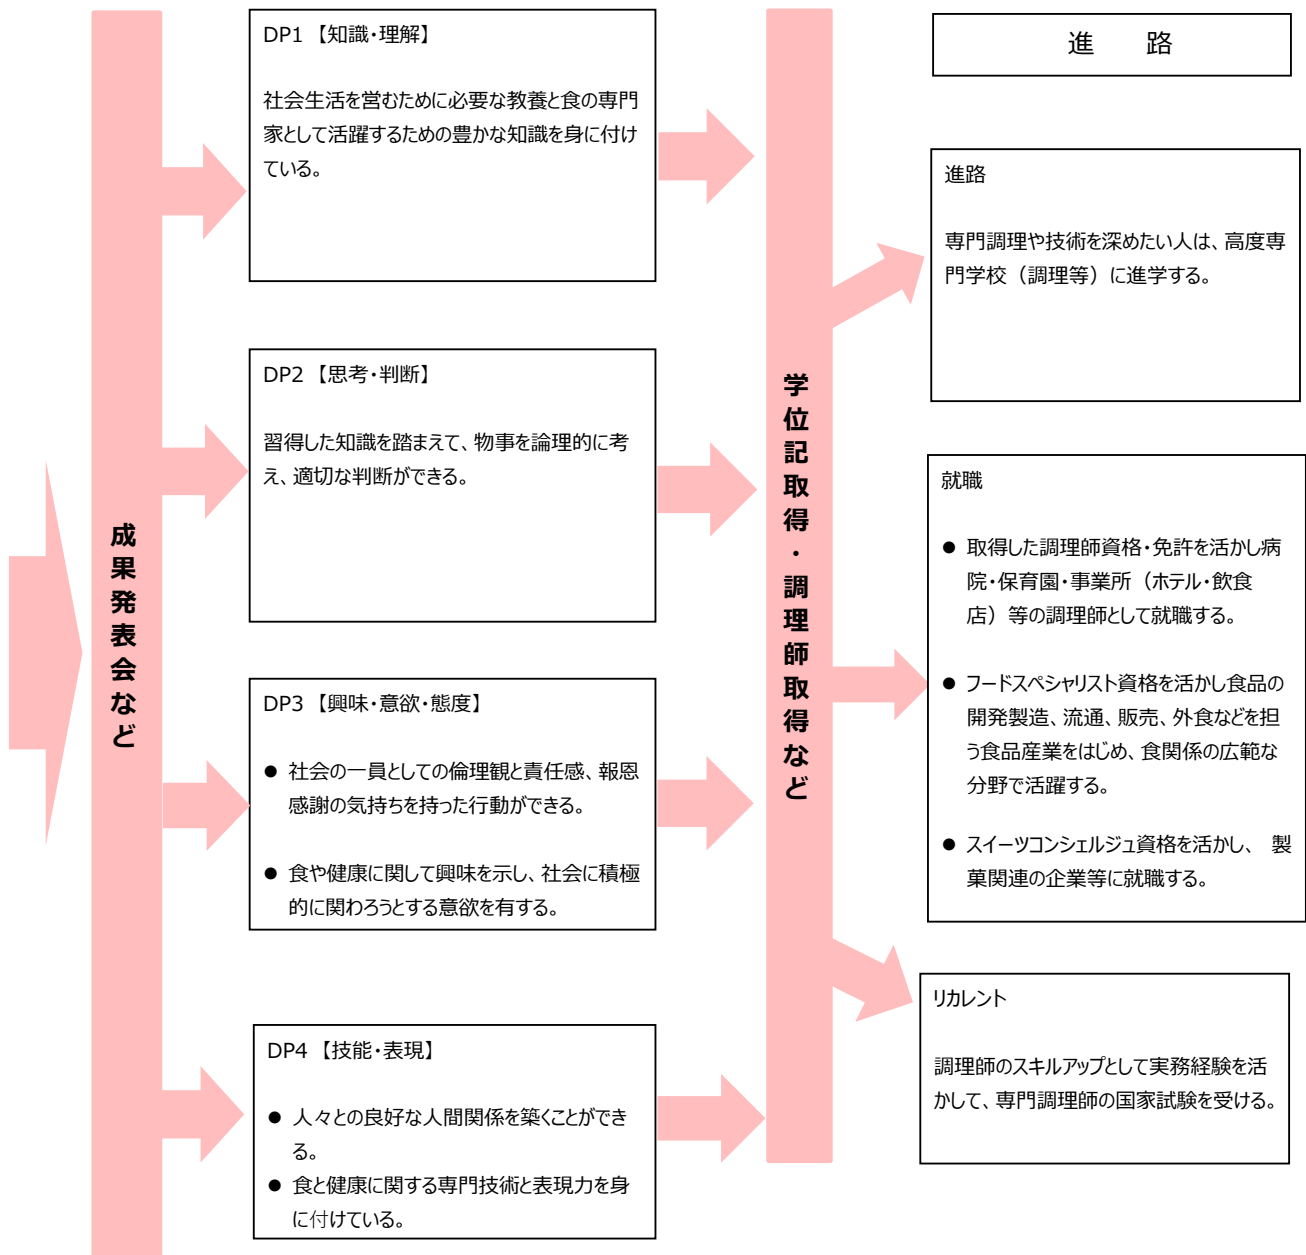 成果発表会など
DP1 【知識・理解】
社会生活を営むために必要な教養と食の専門
家として活躍するための豊かな知識を身に付け
ている。
DP2 【思考・判断】
習得した知識を踏まえて、物事を論理的に考
え、適切な判断ができる。
DP3 【興味・意欲・態度】
● 社会の一員としての倫理観と責任感、報恩
感謝の気持ちを持った行動ができる。
● 食や健康に関して興味を示し、社会に積極
的に関わろうとする意欲を有する。
DP4 【技能・表現】
● 人々との良好な人間関係を築くことができ
る。
● 食と健康に関する専門技術と表現力を身
に付けている。
学位記取得・調理師取得など
進　路
進路
専門調理や技術を深めたい人は、高度専
門学校（調理等）に進学する。
就職
● 取得した調理師資格・免許を活かし病
院・保育園・事業所（ホテル・飲食
店）等の調理師として就職する。
● フードスペシャリスト資格を活かし食品の
開発製造、流通、販売、外食などを担
う食品産業をはじめ、食関係の広範な
分野で活躍する。
● スイーツコンシェルジュ資格を活かし、 製
菓関連の企業等に就職する。
リカレント
調理師のスキルアップとして実務経験を活
かして、専門調理師の国家試験を受ける。